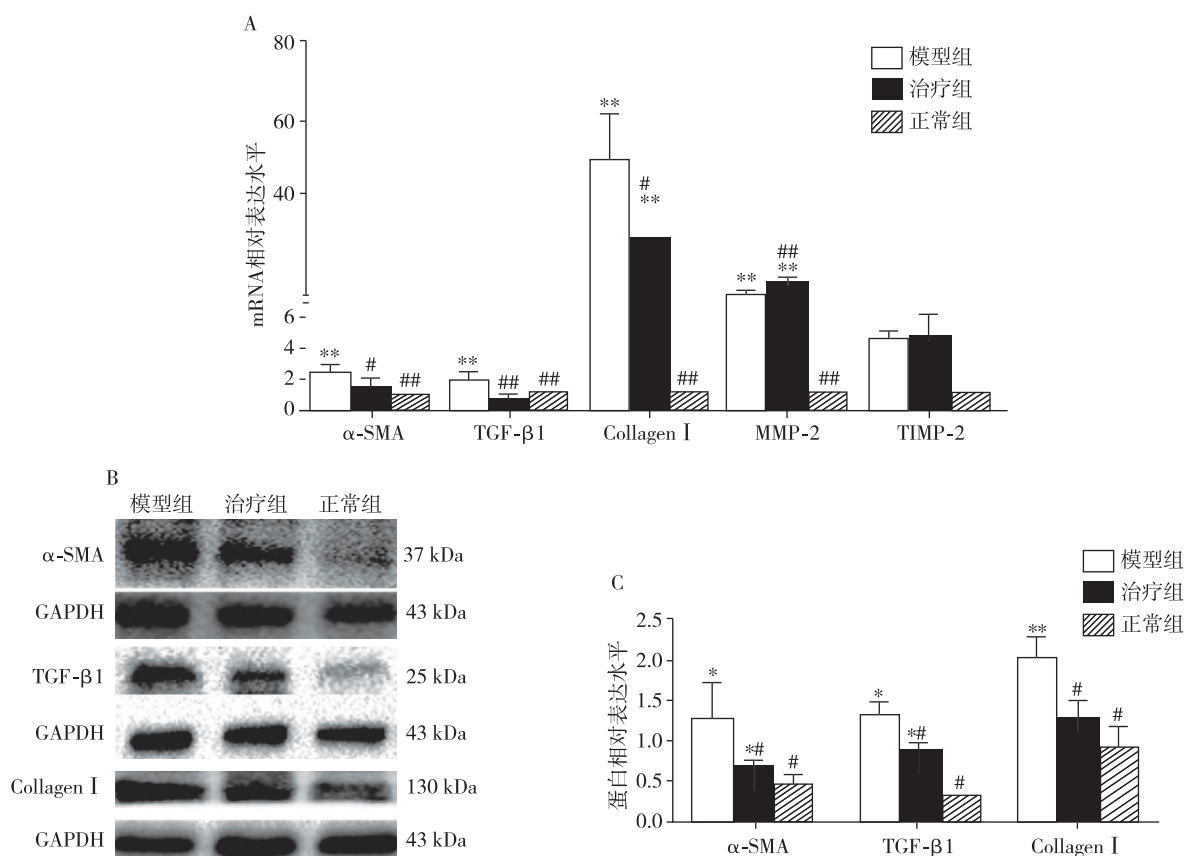 A
mRNA相对表达水平
80
60
40
6
4
2
0
模型组
治疗组
正常组
**
#
##
**
##
##
**
#
**
##
**
##
**
##
α-SMA
TGF-β1
Collagen Ⅰ
MMP-2
TIMP-2
B
模型组 治疗组 正常组
α-SMA 37 kDa
GAPDH 43 kDa
TGF-β1 25 kDa
GAPDH 43 kDa
Collagen Ⅰ 130 kDa
GAPDH 43 kDa
C
模型组
治疗组
正常组
蛋白相对表达水平
2.5
2.0
1.5
1.0
0.5
0.0
*
*#
#
*
*#
#
**
#
#
α-SMA
TGF-β1
Collagen Ⅰ